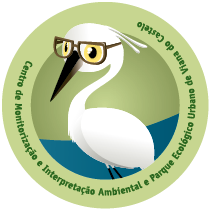 Centro de Monitorização e Interpretação Ambiental e Parque Ecológico Urbano de Viana do Castelo